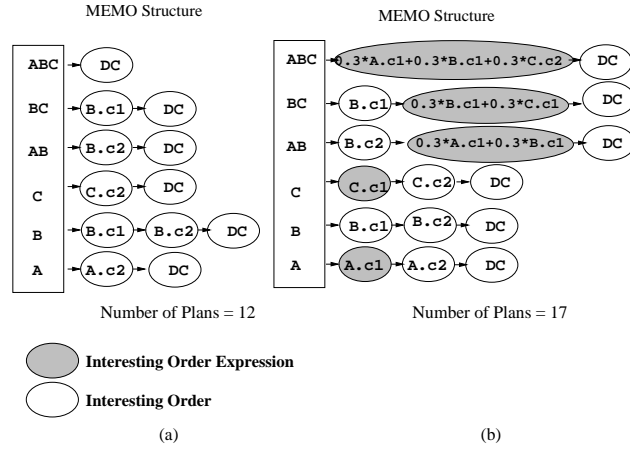 MEMO Structure
ABC DC
BC B.c1 DC
AB B.c2 DC
C C.c2 DC
B B.c1 B.c2 DC
A A.c2 DC
Number of Plans = 12
MEMO Structure
ABC 0.3*A.c1+0.3*B.c1+0.3*C.c2 DC
BC B.c1 0.3*B.c1+0.3*C.c1 DC
AB B.c2 0.3*A.c1+0.3*B.c1 DC
C C.c1 C.c2 DC
B B.c1 B.c2 DC
A A.c1 A.c2 DC
Number of Plans = 17
Interesting Order Expression
Interesting Order
(a)
(b)